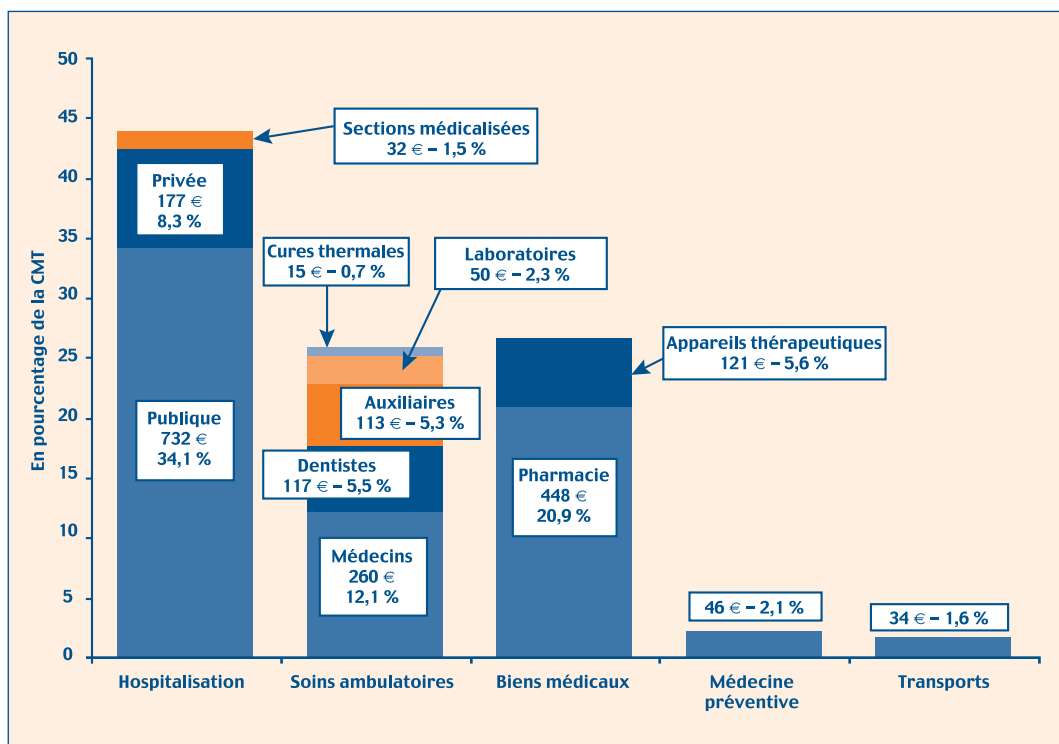 En pourcentage de la CMT
50
45
40
35
30
25
20
15
10
5
0
Sections médicalisées
32 € – 1,5 %
Privée
177 €
8,3 %
Publique
732 €
34,1 %
Cures thermales
15 € – 0,7 %
Laboratoires
50 € – 2,3 %
Auxiliaires
113 € – 5,3 %
Dentistes
117 € – 5,5 %
Médecins
260 €
12,1 %
Appareils thérapeutiques
121 € – 5,6 %
Pharmacie
448 €
20,9 %
46 € – 2,1 %
34 € – 1,6 %
Hospitalisation
Soins ambulatoires
Biens médicaux
Médecine
préventive
Transports